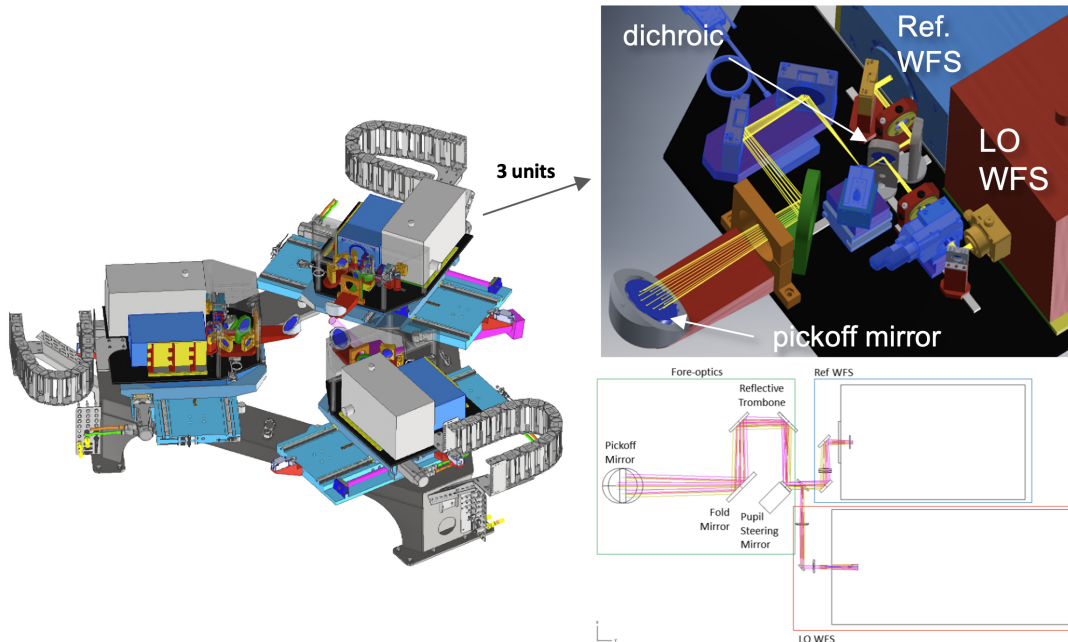 3 units
dichroic
Ref.
WFS
LO
WFS
pickoff mirror
Fore-optics
Ref WFS
Reflective
Trombone
Pickoff
Mirror
Fold
Mirror
Pupil
Steering
Mirror
LO WFS